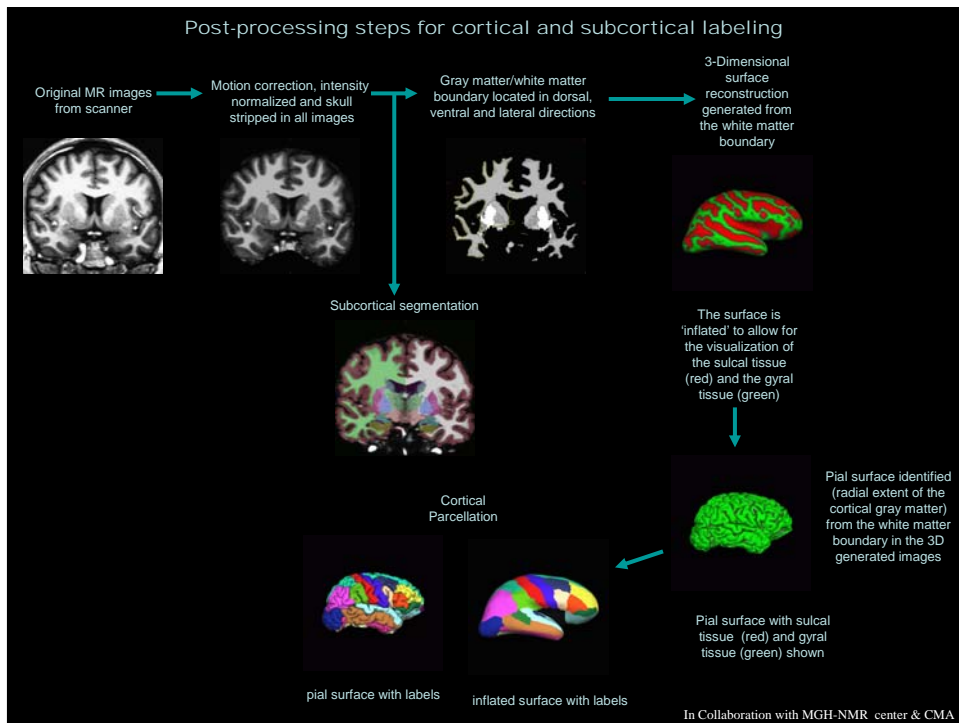 Post-processing steps for cortical and subcortical labeling
Original MR images
from scanner
Motion correction, intensity
normalized and skull
stripped in all images
Gray matter/white matter
boundary located in dorsal,
ventral and lateral directions
3-Dimensional
surface
reconstruction
generated from
the white matter
boundary
Subcortical segmentation
The surface is
‘inflated’ to allow for
the visualization of
the sulcal tissue
(red) and the gyral
tissue (green)
Pial surface identified
(radial extent of the
cortical gray matter)
from the white matter
boundary in the 3D
generated images
Pial surface with sulcal
tissue (red) and gyral
tissue (green) shown
Cortical
Parcellation
pial surface with labels
inflated surface with labels
In Collaboration with MGH-NMR center & CMA